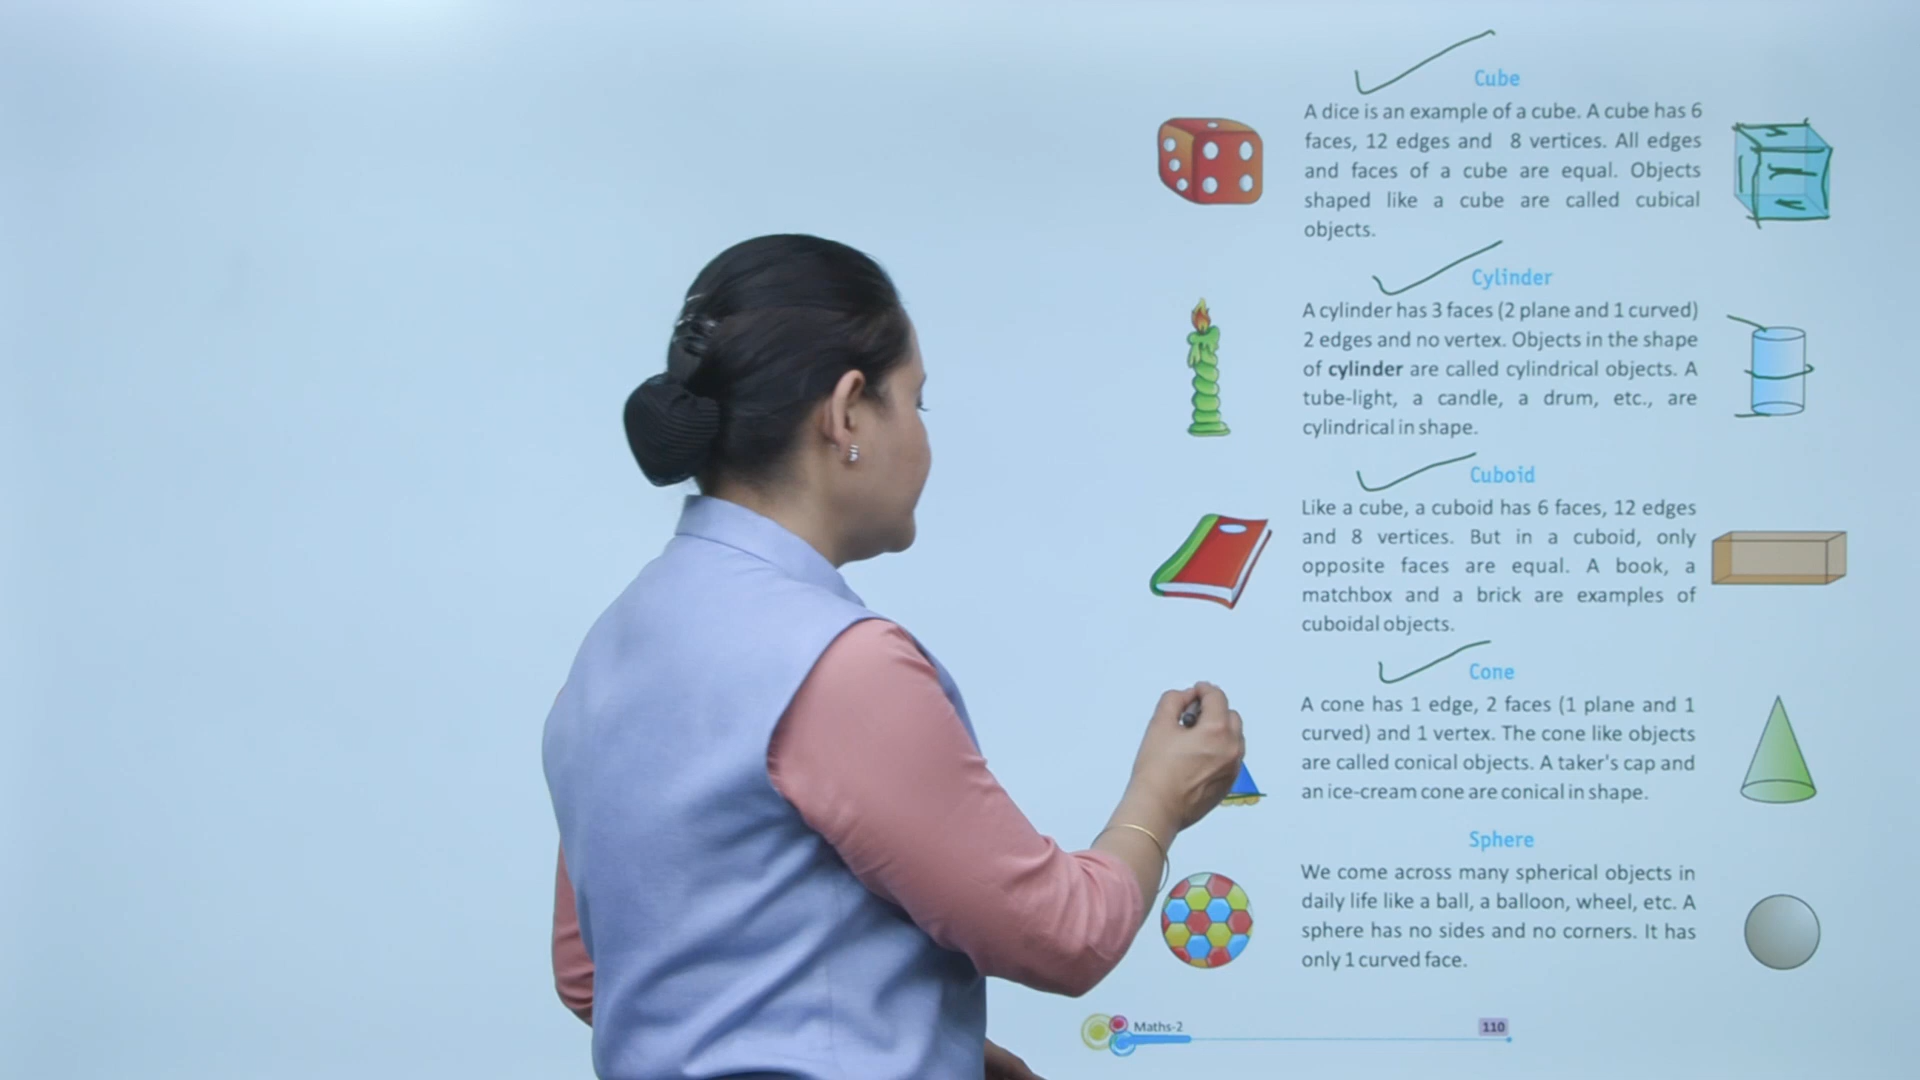 Cube
A dice is an example of a cube. A cube has 6
faces, 12 edges and 8 vertices. All edges
and faces of a cube are equal. Objects
shaped like a cube are called cubical
objects.
Cylinder
A cylinder has 3 faces (2 plane and 1 curved)
2 edges and no vertex. Objects in the shape
of cylinder are called cylindrical objects. A
tube-light, a candle, a drum, etc., are
cylindrical in shape.
Cuboid
Like a cube, a cuboid has 6 faces, 12 edges
and 8 vertices. But in a cuboid, only
opposite faces are equal. A book, a
matchbox and a brick are examples of
cuboidal objects.
Cone
A cone has 1 edge, 2 faces (1 plane and 1
curved) and 1 vertex. The cone like objects
are called conical objects. A taker's cap and
an ice-cream cone are conical in shape.
Sphere
We come across many spherical objects in
daily life like a ball, a balloon, wheel, etc. A
sphere has no sides and no corners. It has
only 1 curved face.
Maths-2
110